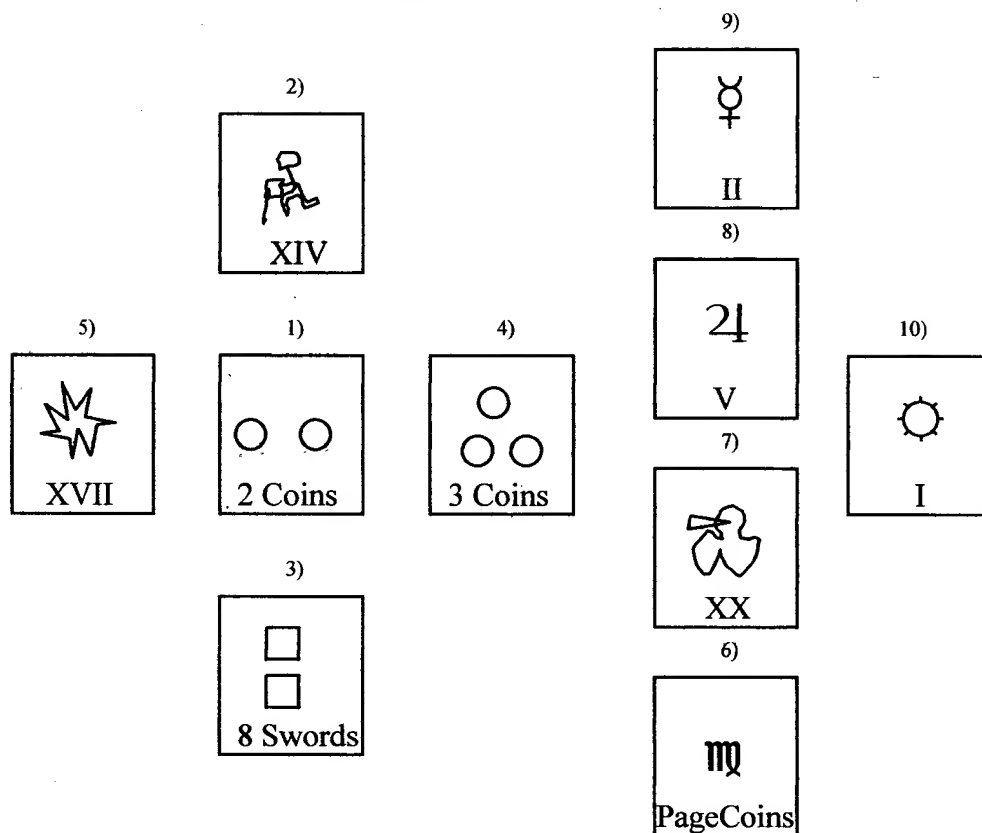 9)
II
2)
XIV
8)
V
5)
XVII
1)
2 Coins
4)
3 Coins
10)
I
7)
XX
3)
8 Swords
6)
PageCoins